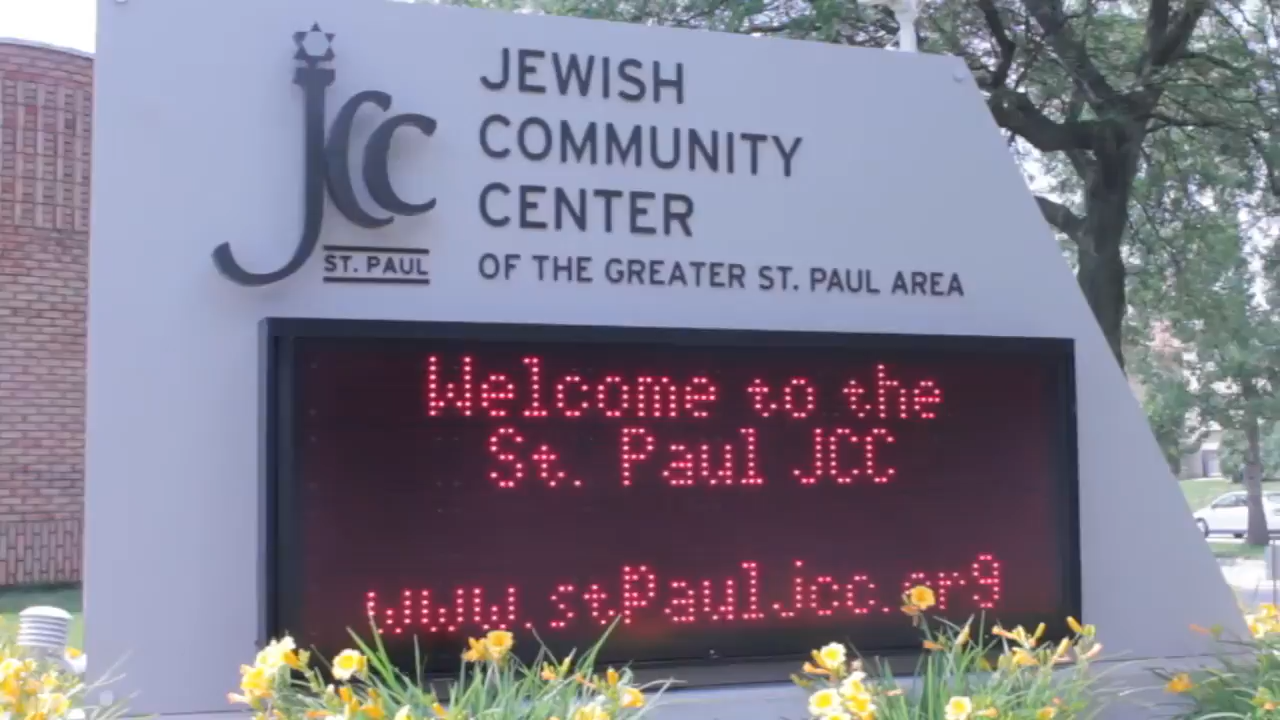 jcc
ST. PAUL
JEWISH
COMMUNITY
CENTER
OF THE GREATER ST. PAUL AREA
Welcome to the
St. Paul JCC
www.stPauljcc.org